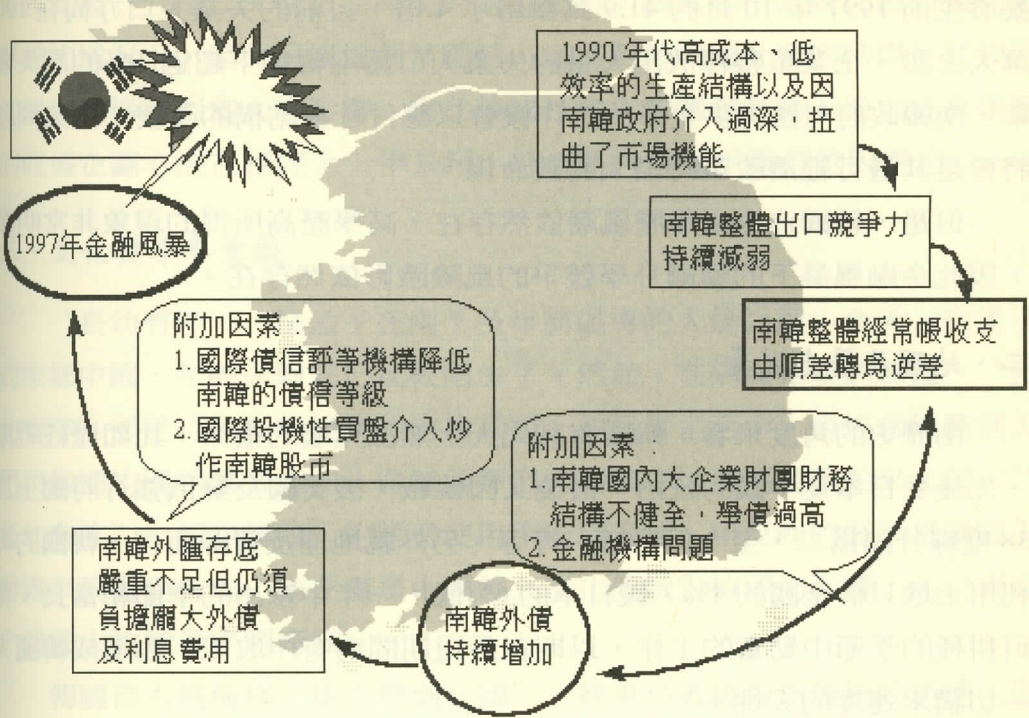 1990 年代高成本、低
效率的生產結構以及因
南韓政府介入過深，扭
曲了市場機能
南韓整體出口競爭力
持續減弱
南韓整體經常帳收支
由順差轉爲逆差
附加因素：
1.南韓國內大企業財團財務
結構不健全，舉債過高
2.金融機構問題
南韓外債
持續增加
南韓外匯存底
嚴重不足但仍須
負擔龐大外債
及利息費用
附加因素：
1.國際債信評等機構降低
南韓的債信等級
2.國際投機性買盤介入炒
作南韓股市
1997年金融風暴